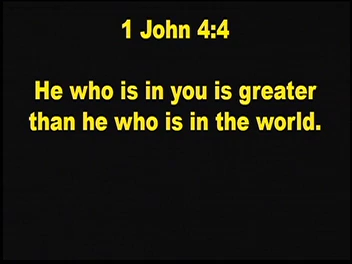 1 John 4:4
He who is in you is greater
than he who is in the world.